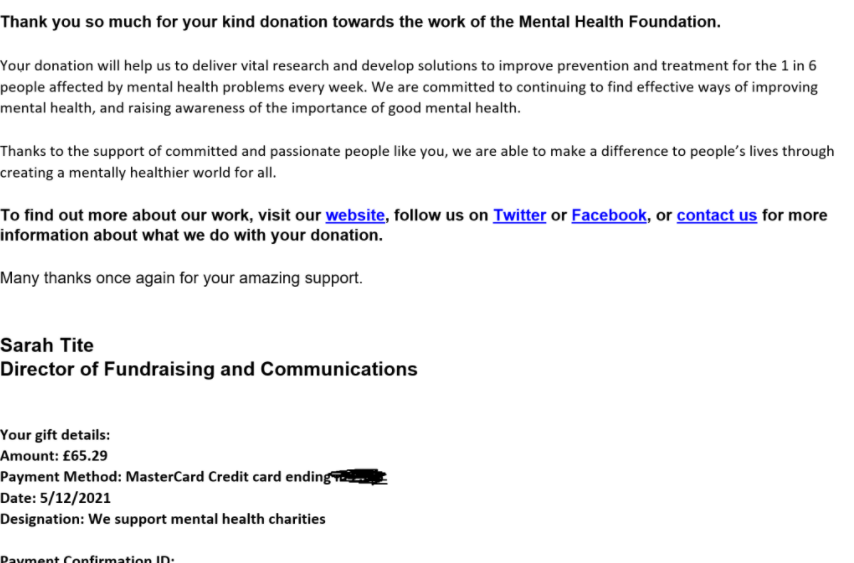 Thank you so much for your kind donation towards the work of the Mental Health Foundation.
Your donation will help us to deliver vital research and develop solutions to improve prevention and treatment for the 1 in 6
people affected by mental health problems every week. We are committed to continuing to find effective ways of improving
mental health, and raising awareness of the importance of good mental health.
Thanks to the support of committed and passionate people like you, we are able to make a difference to people’s lives through
creating a mentally healthier world for all.
To find out more about our work, visit our website, follow us on Twitter or Facebook, or contact us for more
information about what we do with your donation.
Many thanks once again for your amazing support.
Sarah Tite
Director of Fundraising and Communications
Your gift details:
Amount: £65.29
Payment Method: MasterCard Credit card ending
Date: 5/12/2021
Designation: We support mental health charities
Payment Confirmation ID: